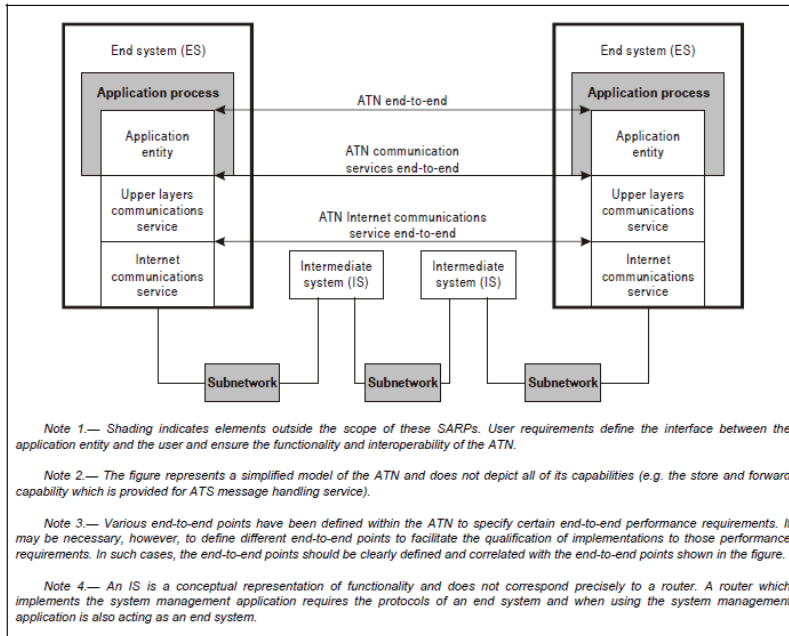 End system (ES)
End system (ES)
Application process
ATN end-to-end
Application process
Application
entity
ATN communication
services end-to-end
Application
entity
Upper layers
communications
service
ATN Internet communications
service end-to-end
Upper layers
communications
service
Internet
communications
service
Intermediate
system (IS)
Intermediate
system (IS)
Internet
communications
service
Subnetwork
Subnetwork
Subnetwork
Note 1.— Shading indicates elements outside the scope of these SARPs. User requirements define the interface between the
application entity and the user and ensure the functionality and interoperability of the ATN.
Note 2.— The figure represents a simplified model of the ATN and does not depict all of its capabilities (e.g. the store and forward
capability which is provided for ATS message handling service).
Note 3.— Various end-to-end points have been defined within the ATN to specify certain end-to-end performance requirements. It
may be necessary, however, to define different end-to-end points to facilitate the qualification of implementations to those performance
requirements. In such cases, the end-to-end points should be clearly defined and correlated with the end-to-end points shown in the figure.
Note 4.— An IS is a conceptual representation of functionality and does not correspond precisely to a router. A router which
implements the system management application requires the protocols of an end system and when using the system management
application is also acting as an end system.